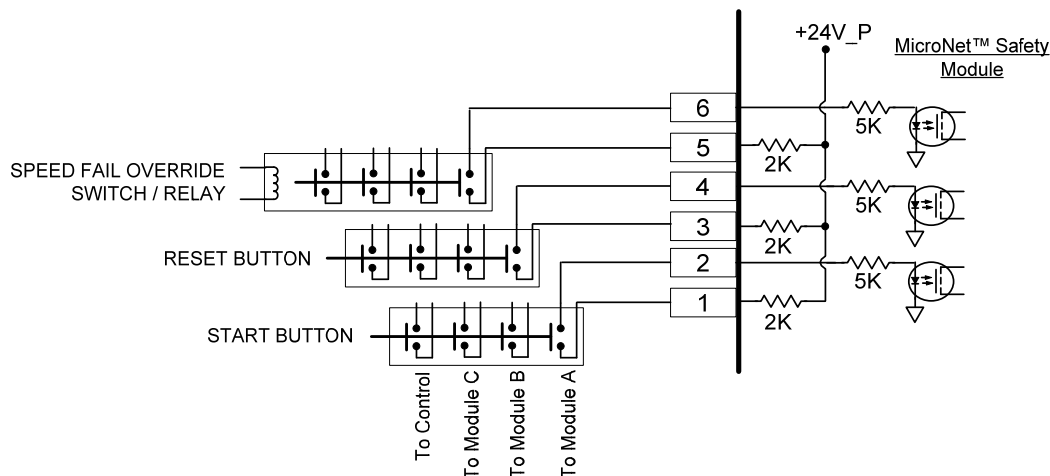 +24V_P
MicroNet™ Safety
Module
6
5K
5
2K
SPEED FAIL OVERRIDE
SWITCH / RELAY
4
5K
3
2K
RESET BUTTON
2
5K
1
2K
START BUTTON
To Control
To Module C
To Module B
To Module A